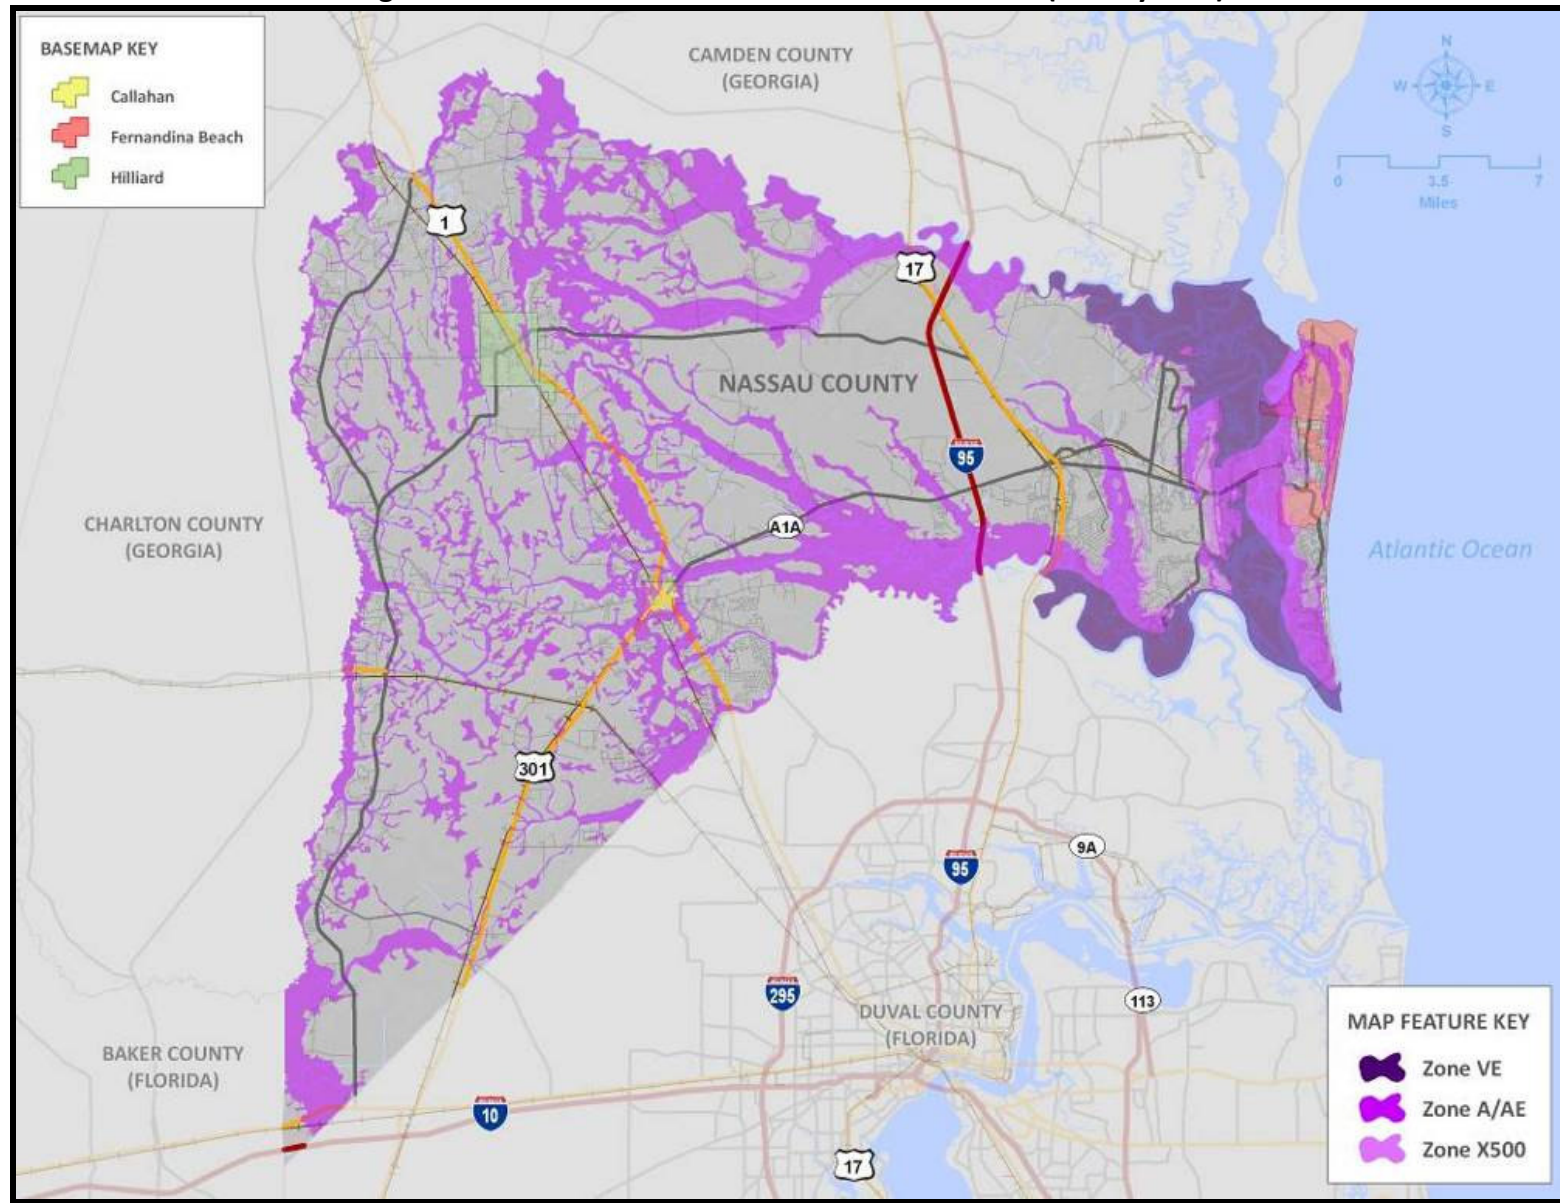 BASEMAP KEY
Callahan
Fernandina Beach
Hilliard
CAMDEN COUNTY
(GEORGIA)
N
W
E
S
0
3.5
7
Miles
1
17
NASSAU COUNTY
95
A1A
CHARLTON COUNTY
(GEORGIA)
Atlantic Ocean
301
95
9A
295
113
DUVAL COUNTY
(FLORIDA)
BAKER COUNTY
(FLORIDA)
10
17
MAP FEATURE KEY
Zone VE
Zone A/AE
Zone X500